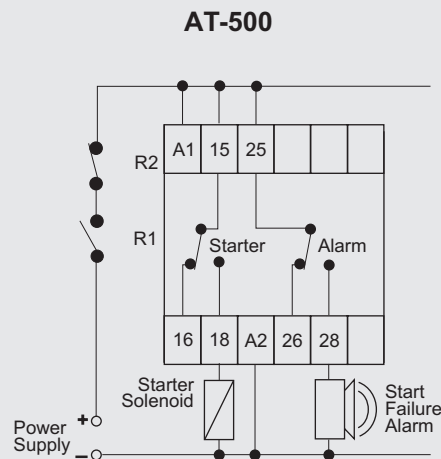 AT-500
A1 15 25
R2
R1
Starter Alarm
16 18 A2 26 28
Starter
Solenoid
Start
Failure
Alarm
+
Power
Supply
−